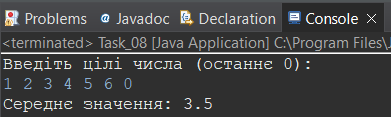 Problems @ Javadoc Declaration Console
<terminated> Task_08 [Java Application] C:\Program Files\
Введіть цілі числа (останнє 0):
1 2 3 4 5 6 0
Середнє значення: 3.5